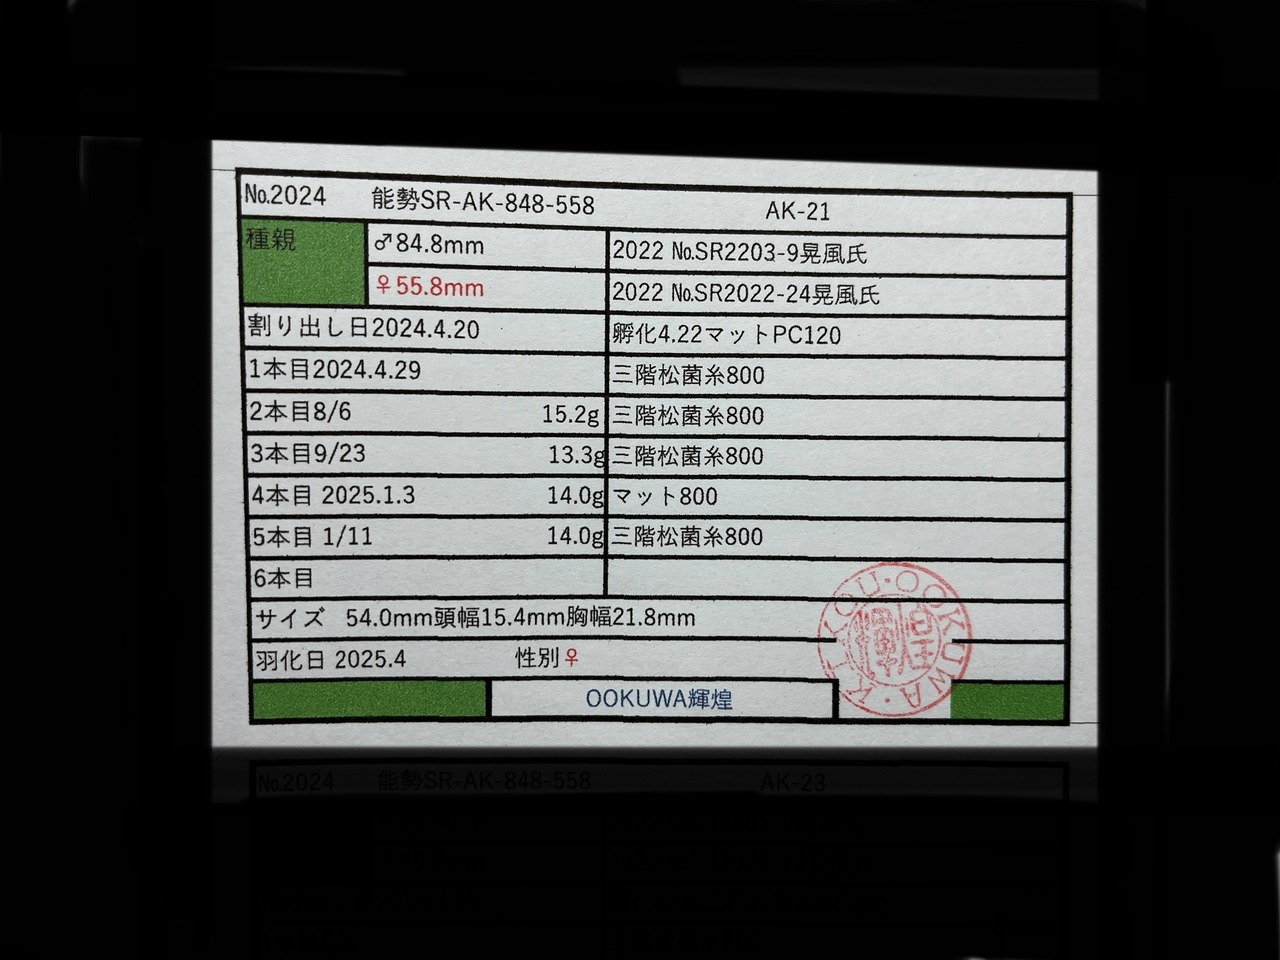 №2024 能勢SR-AK-848-558 AK-21
種親 ♂84.8mm 2022 №SR2203-9晃風氏
♀55.8mm 2022 №SR2022-24晃風氏
割り出し日2024.4.20 孵化4.22マットPC120
1本目2024.4.29 三階松菌糸800
2本目8/6 15.2g 三階松菌糸800
3本目9/23 13.3g 三階松菌糸800
4本目 2025.1.3 14.0g マット800
5本目 1/11 14.0g 三階松菌糸800
6本目
サイズ 54.0mm頭幅15.4mm胸幅21.8mm
羽化日 2025.4 性別♀
OOKUWA輝煌
KIKOU・OOKUWA・
№2024 能勢SR-AK-848-558 AK-23